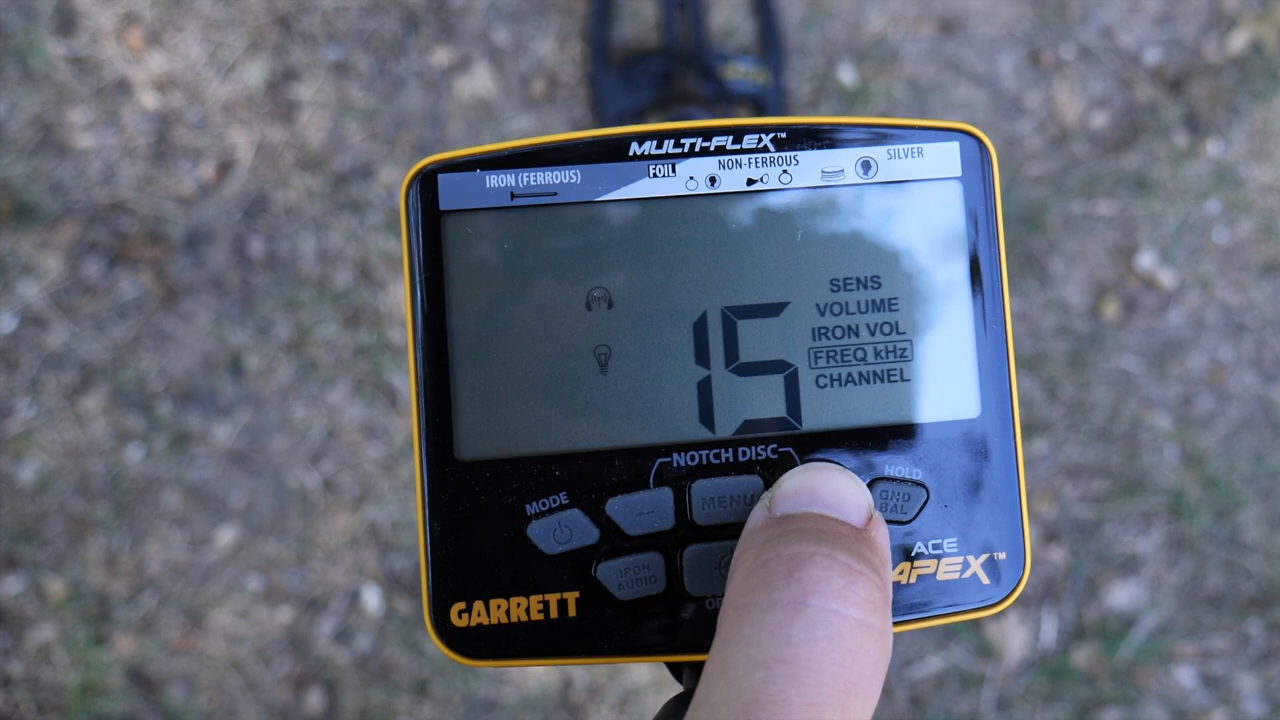 MULTI-FLEX™
IRON (FERROUS)
FOIL
NON-FERROUS
SILVER
SENS
VOLUME
IRON VOL
FREQ kHz
CHANNEL
15
NOTCH DISC
HOLD
MODE
MENU
GND
BAL
IRON
AUDIO
ACE
APEX™
GARRETT